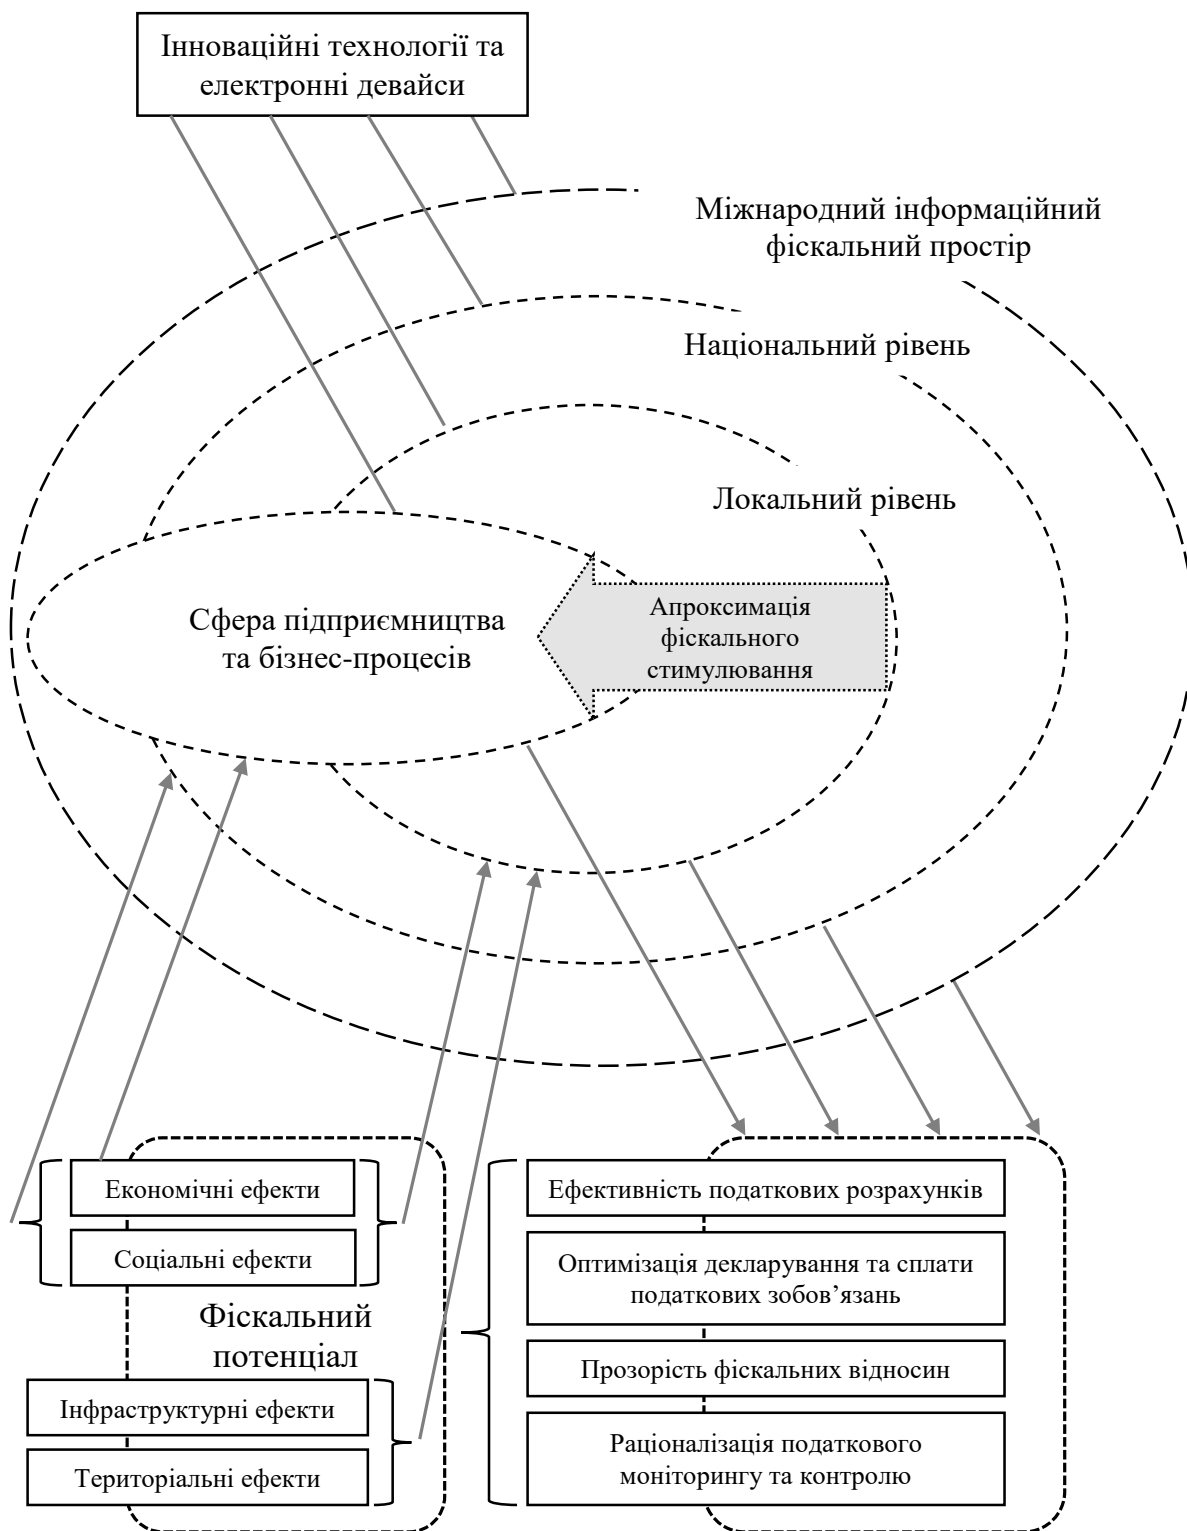 Інноваційні технології та
електронні девайси
Міжнародний інформаційний
фіскальний простір
Національний рівень
Локальний рівень
Сфера підприємництва
та бізнес-процесів
Апроксимація
фіскального
стимулювання
Економічні ефекти
Соціальні ефекти
Фіскальний
потенціал
Інфраструктурні ефекти
Територіальні ефекти
Ефективність податкових розрахунків
Оптимізація декларування та сплати
податкових зобов’язань
Прозорість фіскальних відносин
Раціоналізація податкового
моніторингу та контролю